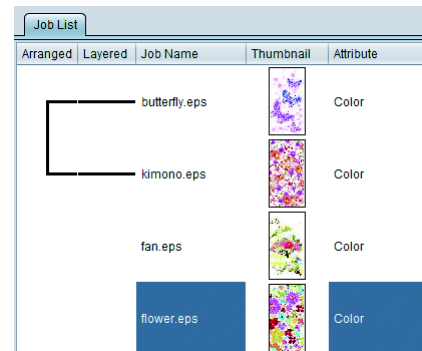 Job List
Arranged Layered Job Name Thumbnail Attribute
butterfly.eps Color
kimono.eps Color
fan.eps Color
flower.eps Color